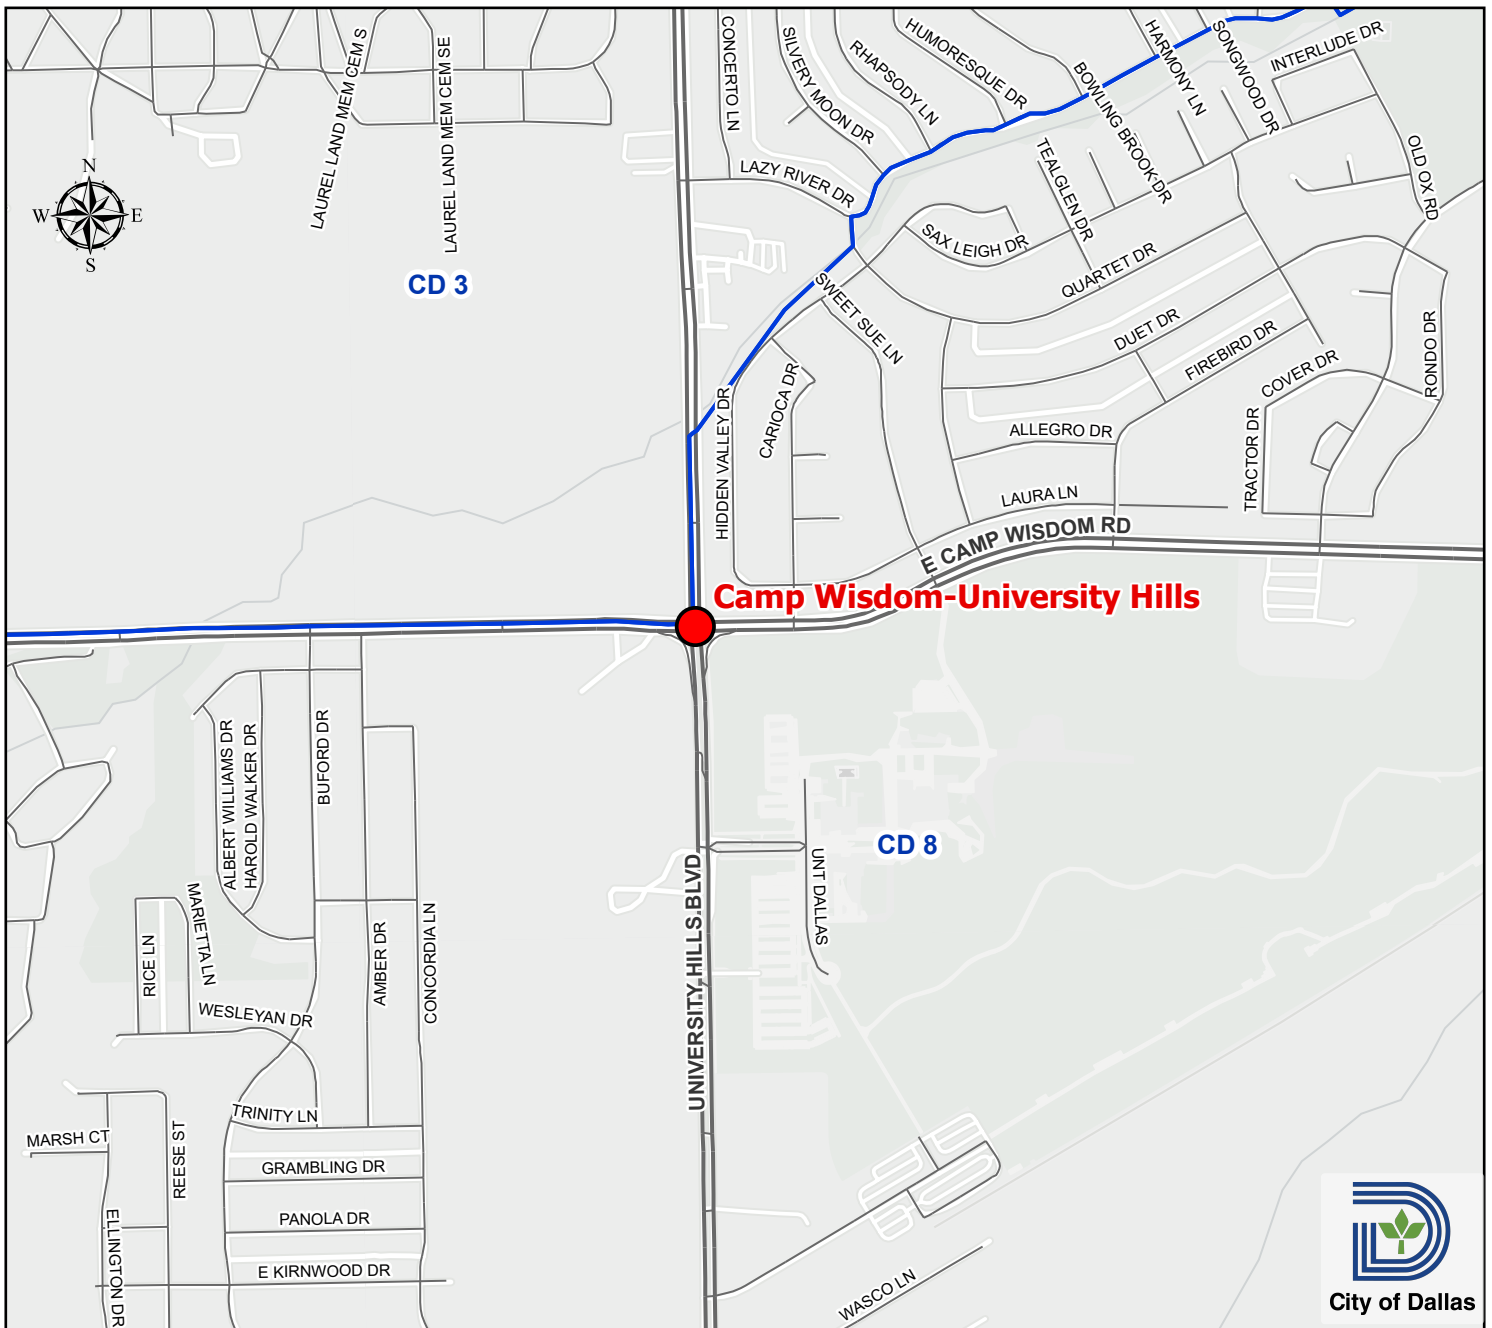 CONCERTO LN
SILVERY MOON DR
RHAPSODY LN
HUMORESQUE DR
BOWLING BROOK DR
HARMONY LN
SONGWOOD DR
INTERLUDE DR
LAUREL LAND MEM CEM S
LAUREL LAND MEM CEM SE
LAZY RIVER DR
TEALGLEN DR
OLD OX RD
N
W
E
S
SAX LEIGH DR
QUARTET DR
CD 3
SWEET SUE LN
DUET DR
FIREBIRD DR
COVER DR
RONDO DR
HIDDEN VALLEY DR
CARIOCA DR
ALLEGRO DR
TRACTOR DR
LAURA LN
E CAMP WISDOM RD
Camp Wisdom-University Hills
ALBERT WILLIAMS DR
HAROLD WALKER DR
BUFORD DR
CD 8
UNT DALLAS
UNIVERSITY HILLS BLVD
MARIETTA LN
RICE LN
AMBER DR
CONCORDIA LN
WESLEYAN DR
TRINITY LN
MARSH CT
REESE ST
GRAMBLING DR
PANOLA DR
ELLINGTON DR
E KIRNWOOD DR
WASCO LN
City of Dallas